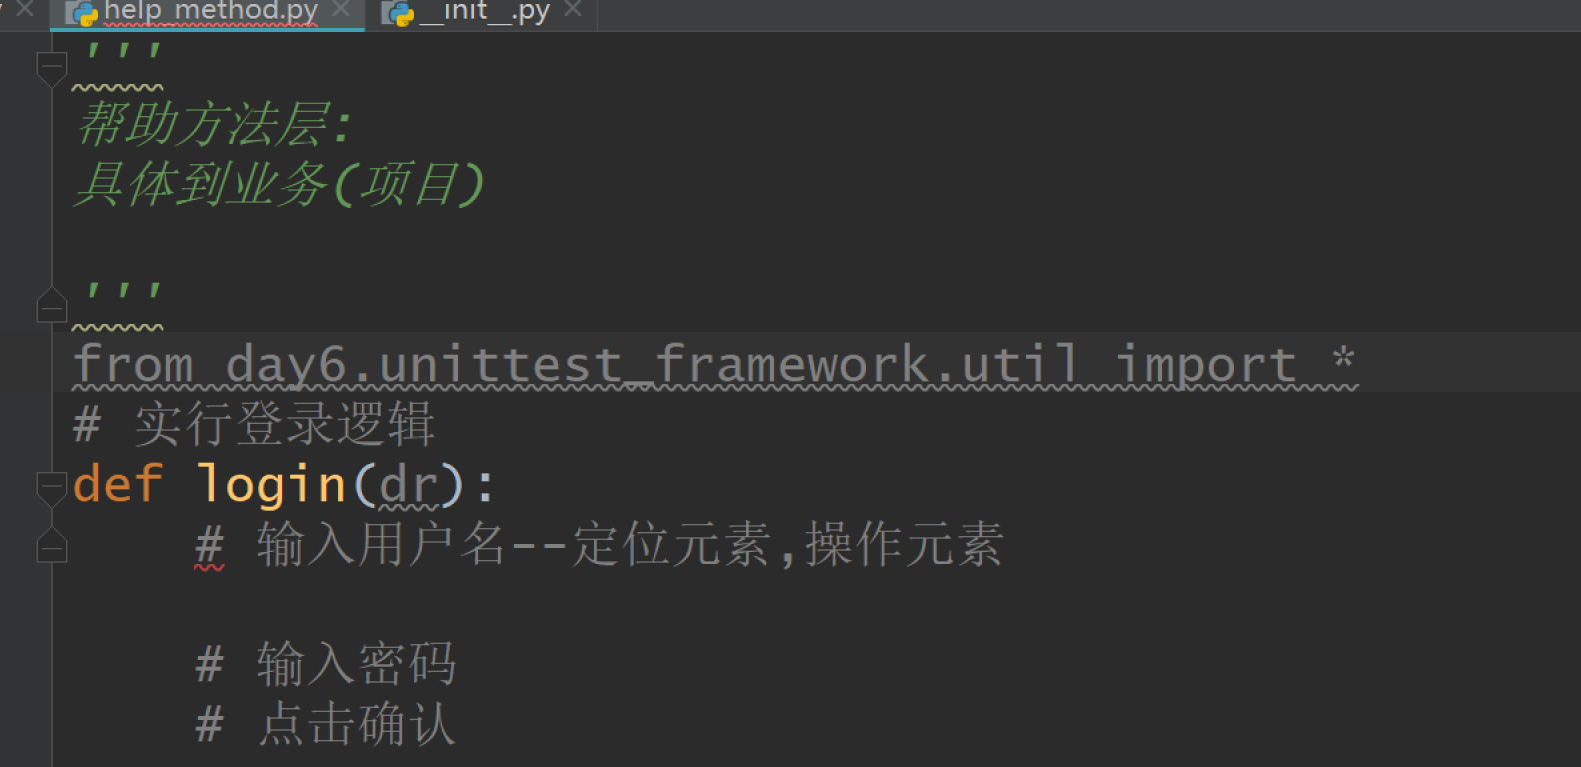 help_method.py
__init__.py
'''
帮助方法层:
具体到业务(项目)
'''
from day6.unittest_framework.util import *
# 实行登录逻辑
def login(dr):
# 输入用户名--定位元素,操作元素
# 输入密码
# 点击确认